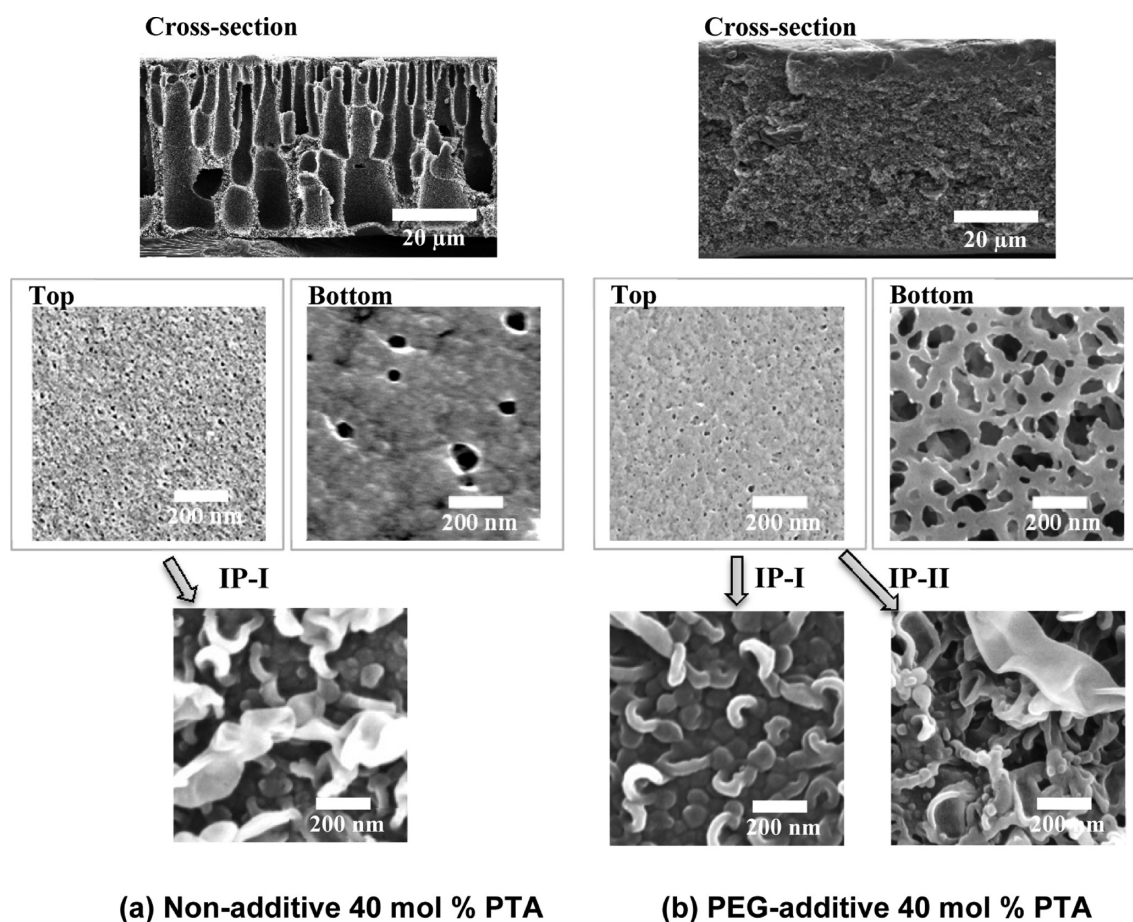 Cross-section
20 µm
Cross-section
20 µm
Top
200 nm
Bottom
200 nm
Top
200 nm
Bottom
200 nm
IP-I
200 nm
IP-I
IP-II
200 nm
200 nm
(a) Non-additive 40 mol % PTA
(b) PEG-additive 40 mol % PTA